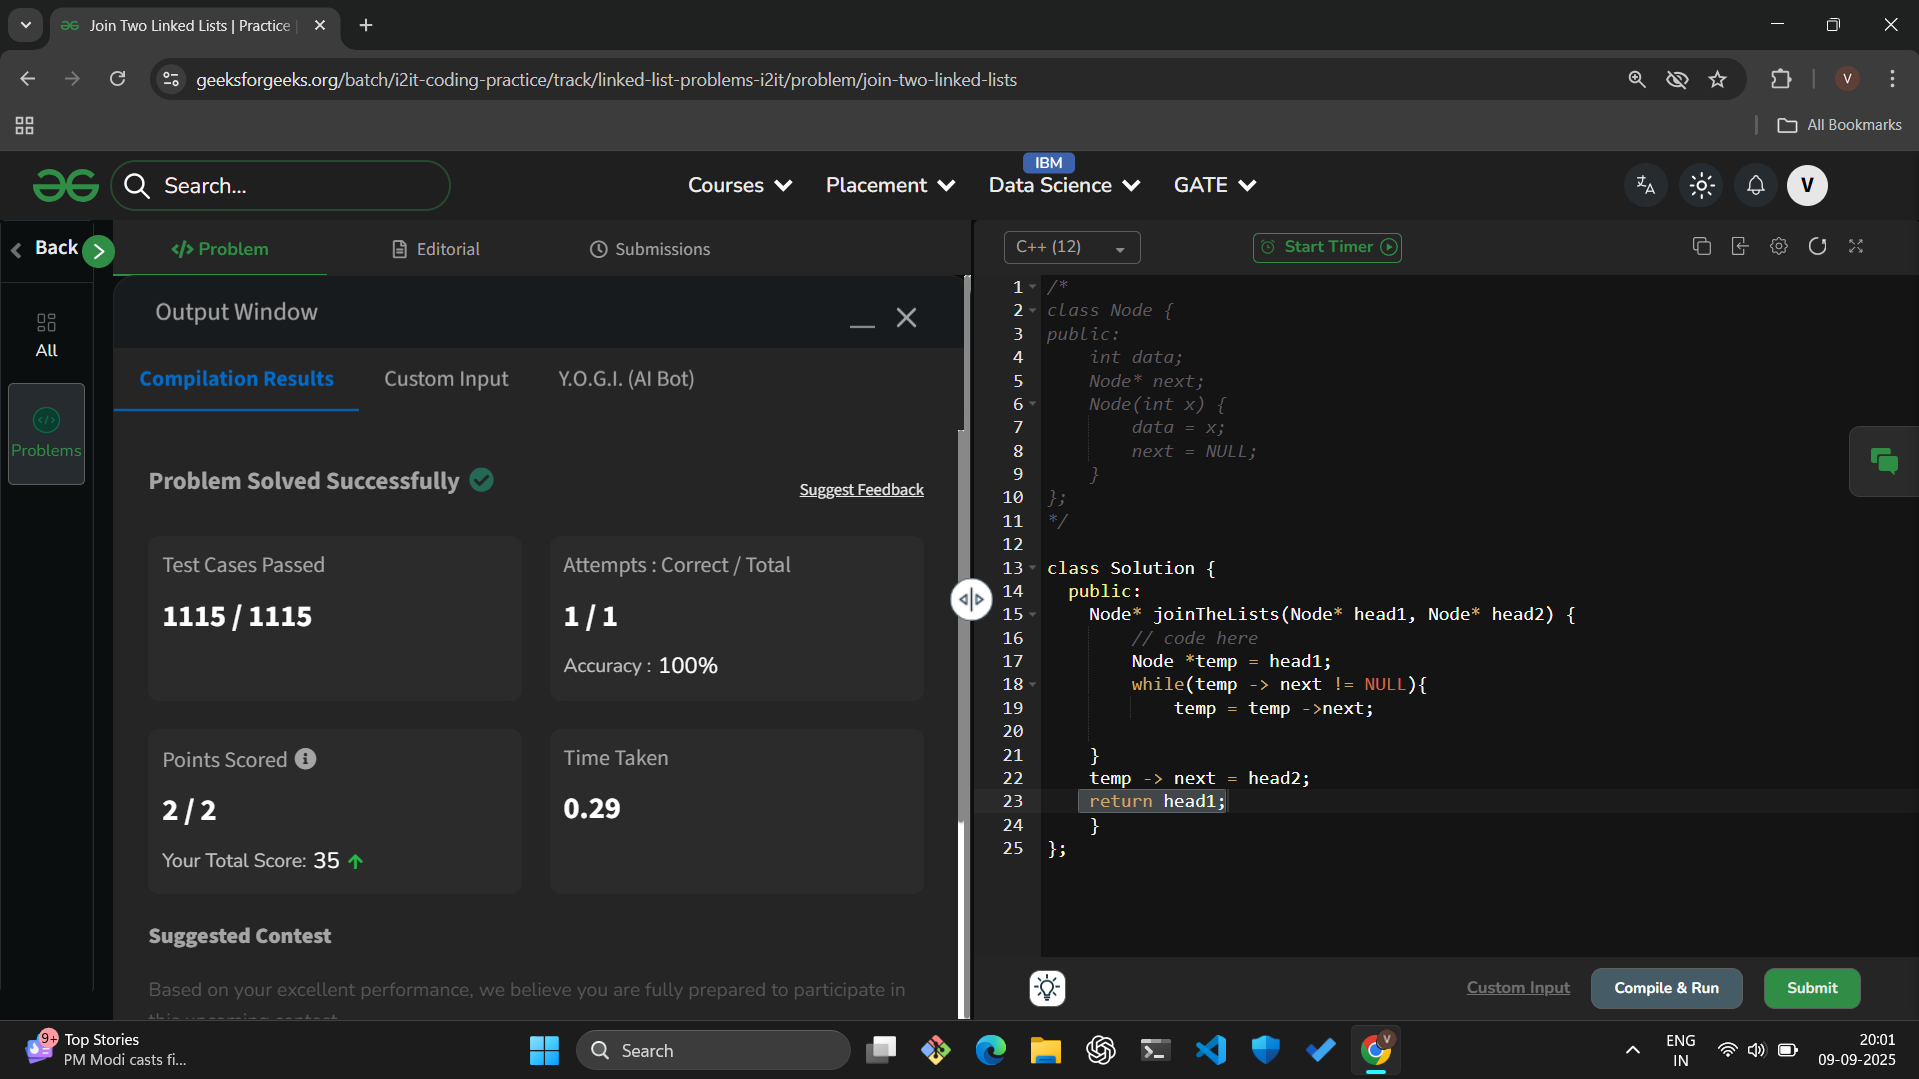 Join Two Linked Lists | Practice |
geeksforgeeks.org/batch/i2it-coding-practice/track/linked-list-problems-i2it/problem/join-two-linked-lists
V
All Bookmarks
Search...
Courses
Placement
IBM
Data Science
GATE
V
Back
</> Problem
Editorial
Submissions
C++ (12)
Start Timer
All
</>
Problems
Output Window
Compilation Results
Custom Input
Y.O.G.I. (AI Bot)
Problem Solved Successfully
Suggest Feedback
Test Cases Passed
1115 / 1115
Attempts : Correct / Total
1 / 1
Accuracy : 100%
Points Scored
2 / 2
Your Total Score: 35
Time Taken
0.29
Suggested Contest
Based on your excellent performance, we believe you are fully prepared to participate in
this upcoming contest
1 /*
2 class Node {
3 public:
4 int data;
5 Node* next;
6 Node(int x) {
7 data = x;
8 next = NULL;
9 }
10 };
11 */
12
13 class Solution {
14 public:
15 Node* joinTheLists(Node* head1, Node* head2) {
16 // code here
17 Node *temp = head1;
18 while(temp -> next != NULL){
19 temp = temp ->next;
20
21 }
22 temp -> next = head2;
23 return head1;
24 }
25 };
Custom Input
Compile & Run
Submit
9+
Top Stories
PM Modi casts fi...
Search
V
ENG
IN
20:01
09-09-2025